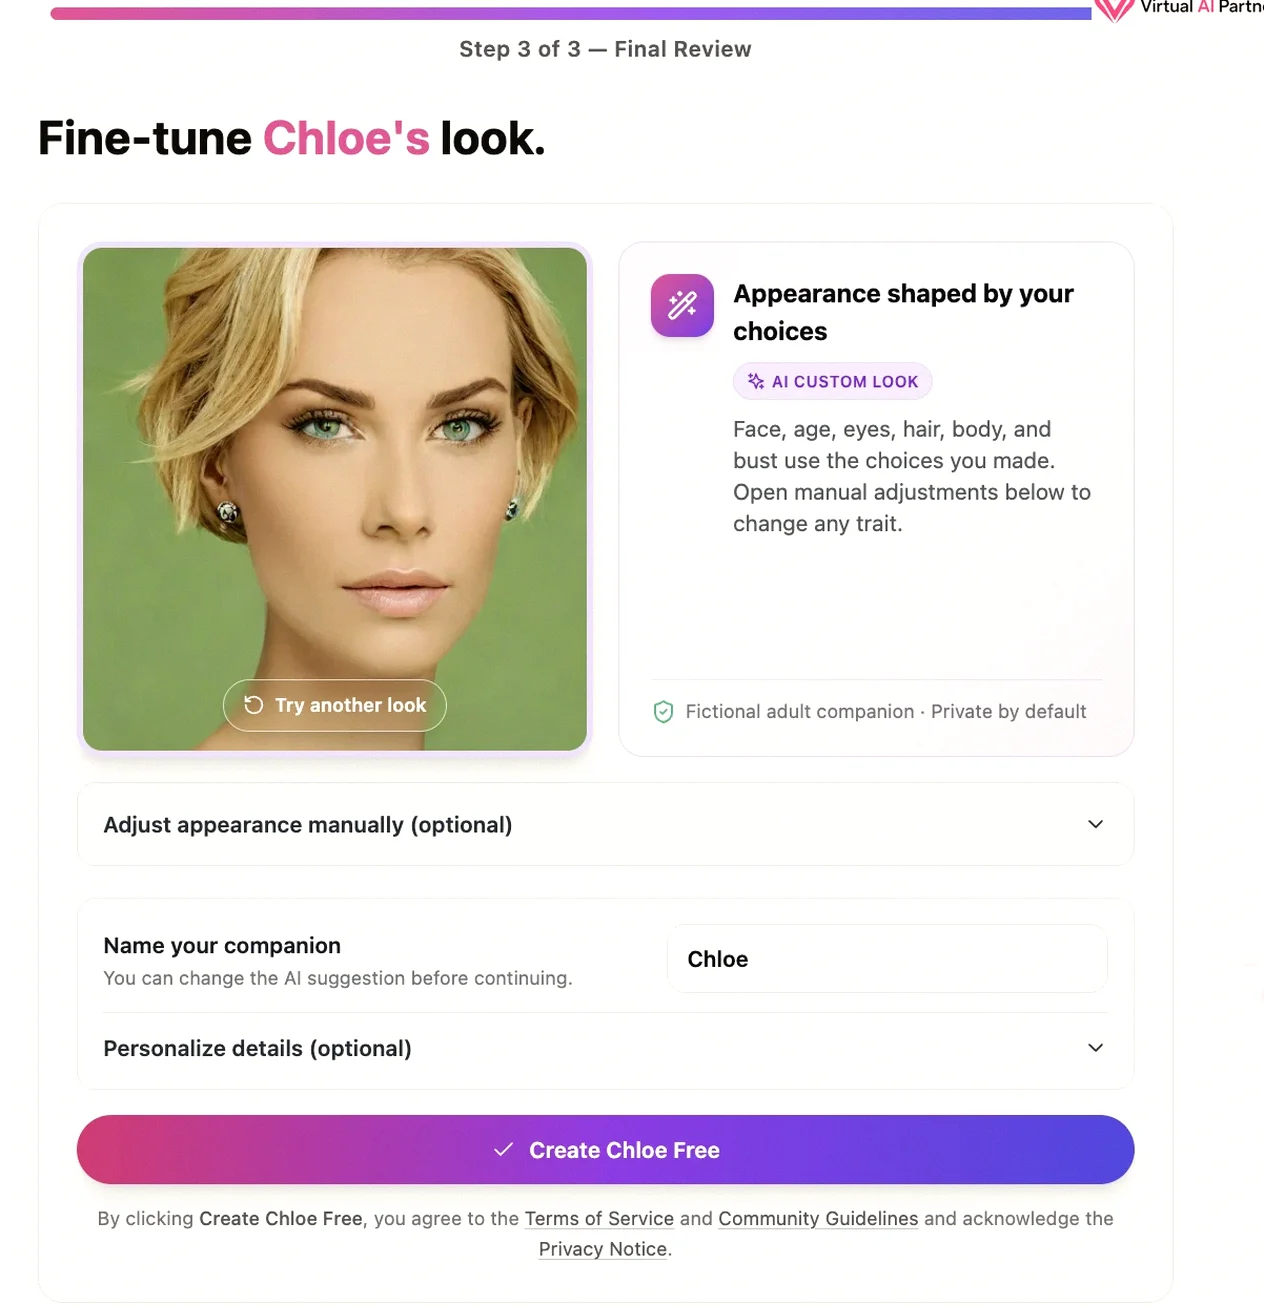 Virtual AI
Step 3 of 3 — Final Review
Fine-tune Chloe's look.
Try another look
Appearance shaped by your
choices
AI CUSTOM LOOK
Face, age, eyes, hair, body, and
bust use the choices you made.
Open manual adjustments below to
change any trait.
Fictional adult companion · Private by default
Adjust appearance manually (optional)
Name your companion
You can change the AI suggestion before continuing.
Chloe
Personalize details (optional)
Create Chloe Free
By clicking Create Chloe Free, you agree to the Terms of Service and Community Guidelines and acknowledge the
Privacy Notice.